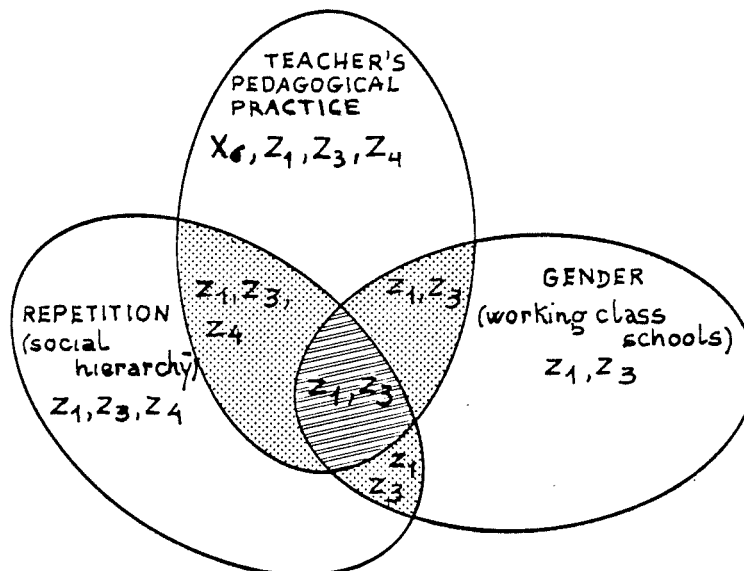 TEACHER'S
PEDAGOGICAL
PRACTICE
X6, Z1, Z3, Z4
REPETITION
(social
hierarchy)
Z1, Z3, Z4
Z1, Z3,
Z4
Z1, Z3
GENDER
(working class
schools)
Z1, Z3
Z1, Z3
Z1
Z3